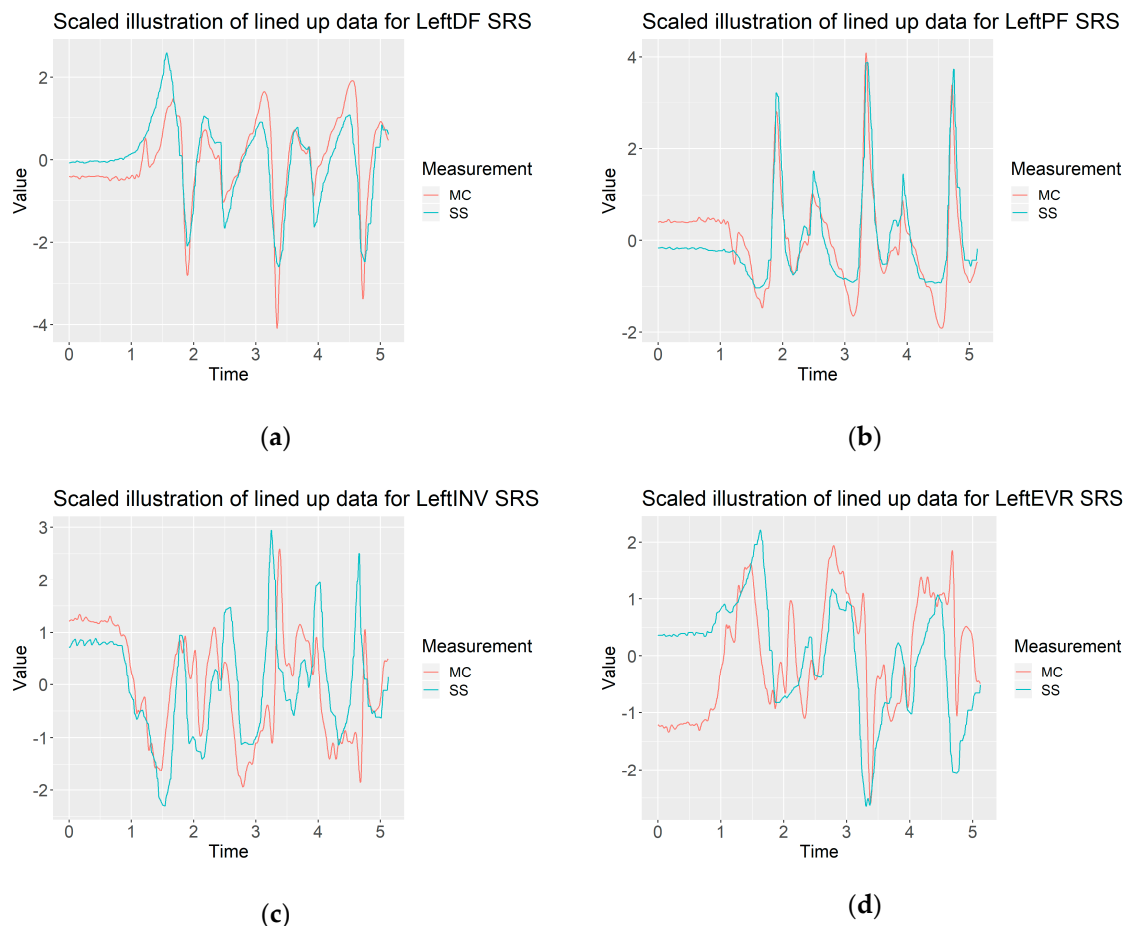 Scaled illustration of lined up data for LeftDF SRS
2
0
-2
-4
Value
0 1 2 3 4 5
Time
Measurement
MC
SS
(a)
Scaled illustration of lined up data for LeftPF SRS
4
2
0
-2
Value
0 1 2 3 4 5
Time
Measurement
MC
SS
(b)
Scaled illustration of lined up data for LeftINV SRS
3
2
1
0
-1
-2
Value
0 1 2 3 4 5
Time
Measurement
MC
SS
(c)
Scaled illustration of lined up data for LeftEVR SRS
2
1
0
-1
-2
Value
0 1 2 3 4 5
Time
Measurement
MC
SS
(d)